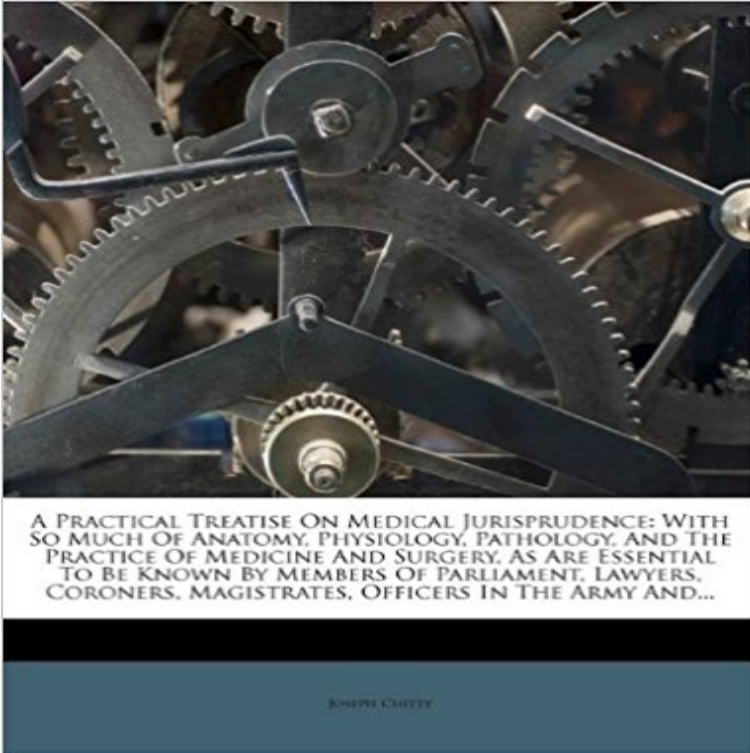 A Practical Treatise On Medical Jurisprudence: With
So Much Of Anatomy, Physiology, Pathology, And The
Practice Of Medicine And Surgery, As Are Essential
To Be Known By Members Of Parliament, Lawyers,
Coroners, Magistrates, Officers In The Army And...
Joseph Chitty